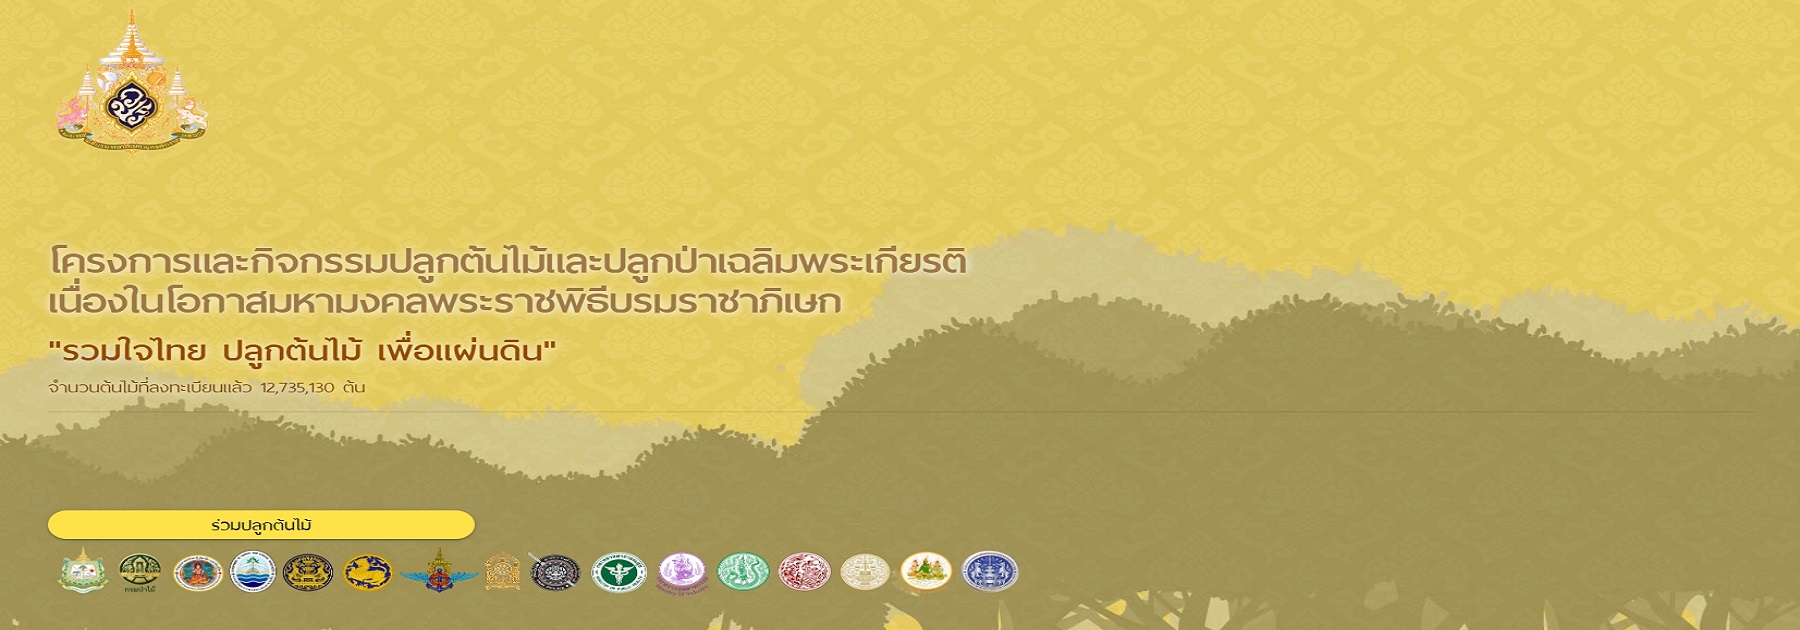 โครงการและกิจกรรมปลูกต้นไม้และปลูกป่าเฉลิมพระเกียรติ
เนื่องในโอกาสมหามงคลพระราชพิธีบรมราชาภิเษก
"รวมใจไทย ปลูกต้นไม้ เพื่อแผ่นดิน"
จำนวนต้นไม้ที่ลงทะเบียนแล้ว 12,735,130 ต้น
ร่วมปลูกต้นไม้
กรมป่าไม้